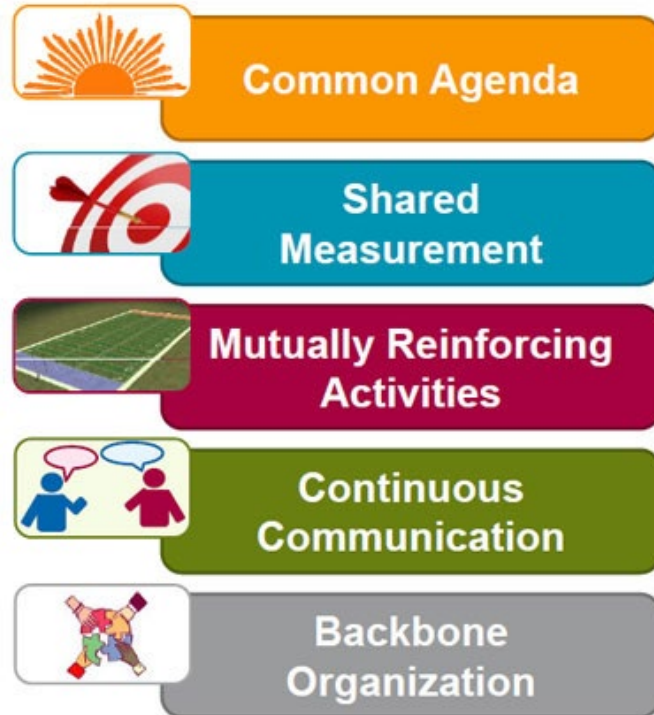 Common Agenda
Shared
Measurement
Mutually Reinforcing
Activities
Continuous
Communication
Backbone
Organization